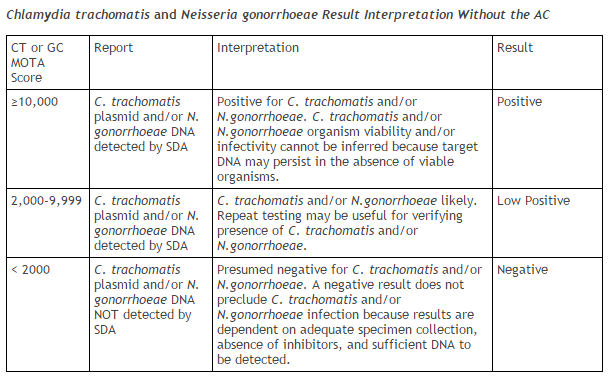 Chlamydia trachomatis and Neisseria gonorrhoeae Result Interpretation Without the AC
CT or GC
MOTA
Score
Report
Interpretation
Result
≥10,000
C. trachomatis
plasmid and/or N.
gonorrhoeae DNA
detected by SDA
Positive for C. trachomatis and/or
N.gonorrhoeae. C. trachomatis and/or
N.gonorrhoeae organism viability and/or
infectivity cannot be inferred because target
DNA may persist in the absence of viable
organisms.
Positive
2,000-9,999
C. trachomatis
plasmid and/or N.
gonorrhoeae DNA
detected by SDA
C. trachomatis and/or N.gonorrhoeae likely.
Repeat testing may be useful for verifying
presence of C. trachomatis and/or
N.gonorrhoeae.
Low Positive
< 2000
C. trachomatis
plasmid and/or N.
gonorrhoeae DNA
NOT detected by
SDA
Presumed negative for C. trachomatis and/or
N.gonorrhoeae. A negative result does not
preclude C. trachomatis and/or
N.gonorrhoeae infection because results are
dependent on adequate specimen collection,
absence of inhibitors, and sufficient DNA to
be detected.
Negative